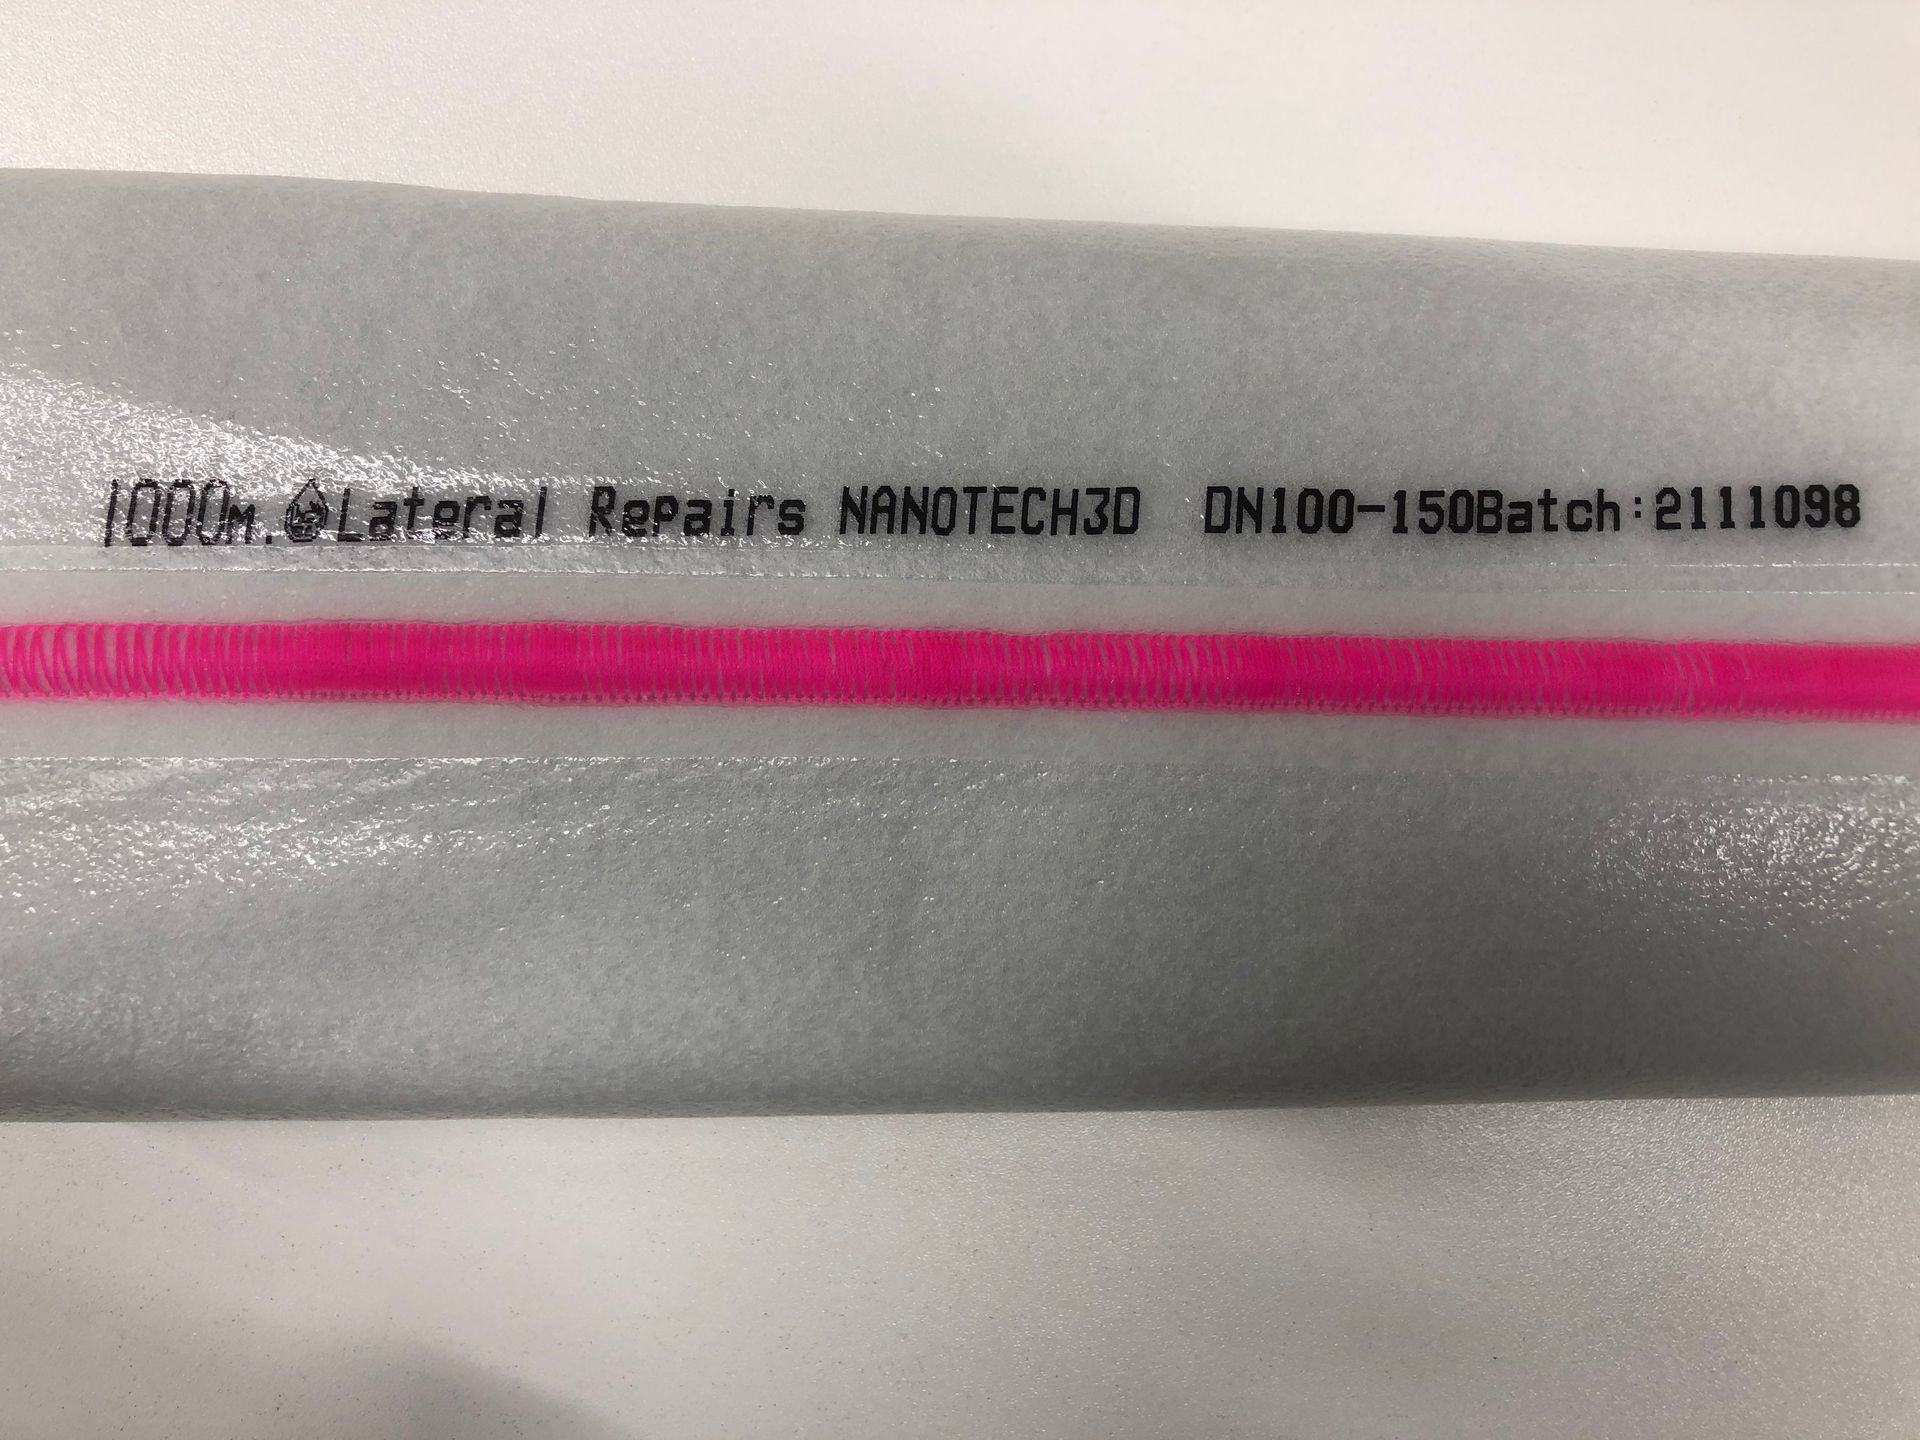 1000m. Lateral Repairs NANOTECH3D DN100-150Batch:2111098